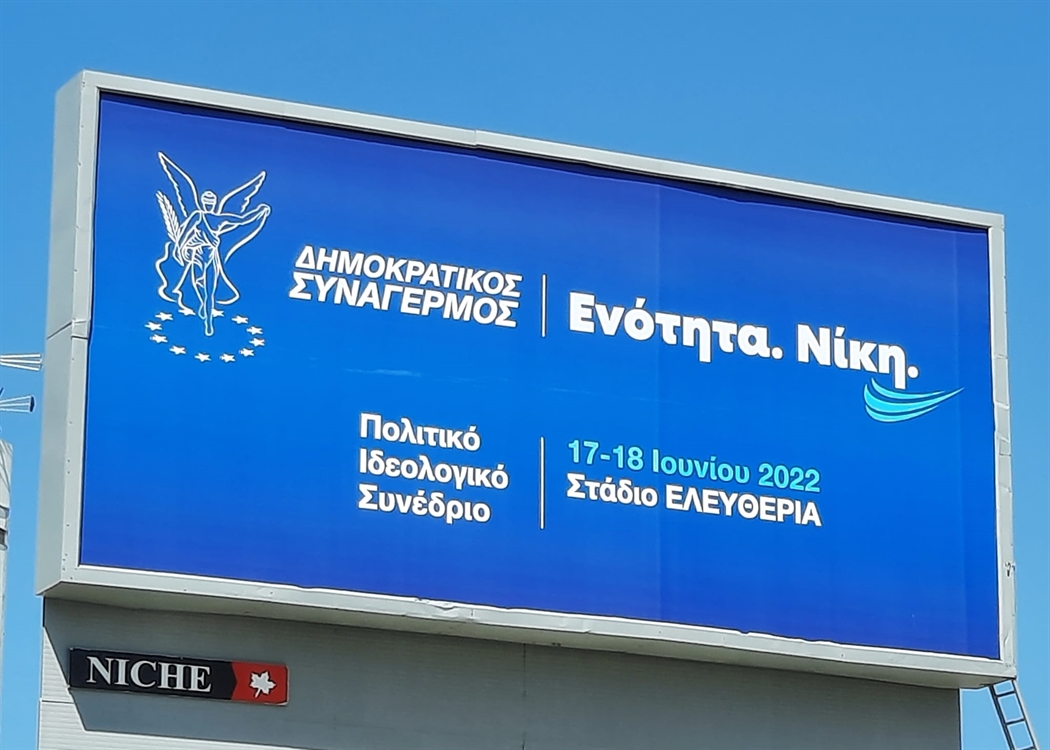 ΔΗΜΟΚΡΑΤΙΚΟΣ
ΣΥΝΑΓΕΡΜΟΣ
Ενότητα. Νίκη.
Πολιτικό
Ιδεολογικό
Συνέδριο
17-18 Ιουνίου 2022
Στάδιο ΕΛΕΥΘΕΡΙΑ
NICHE